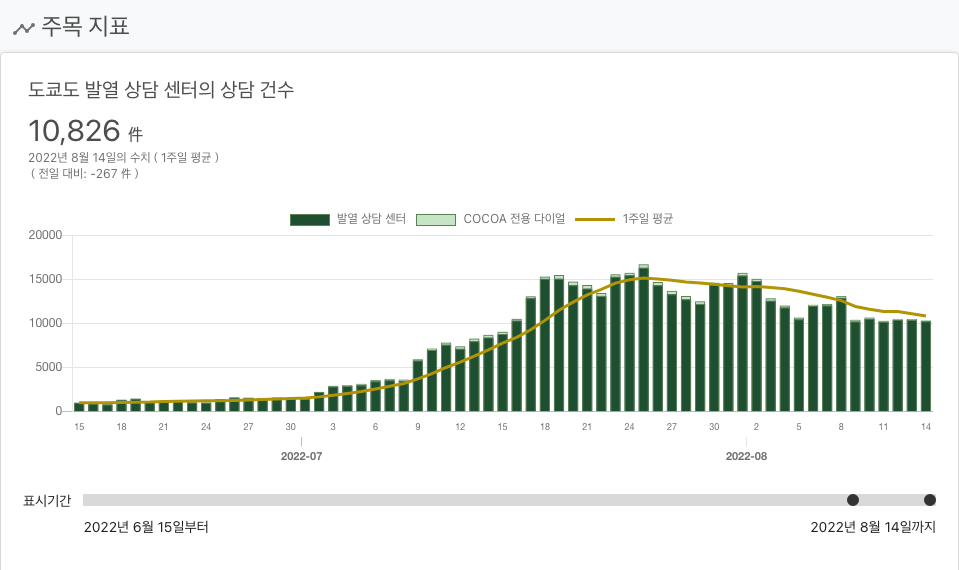 주목 지표
도쿄도 발열 상담 센터의 상담 건수
10,826 件
2022년 8월 14일의 수치 ( 1주일 평균 )
( 전일 대비: -267 件 )
발열 상담 센터 COCOA 전용 다이얼 1주일 평균
20000
15000
10000
5000
0
15 18 21 24 27 30 3 6 9 12 15 18 21 24 27 30 2 5 8 11 14
2022-07 2022-08
표시기간
2022년 6월 15일부터 2022년 8월 14일까지